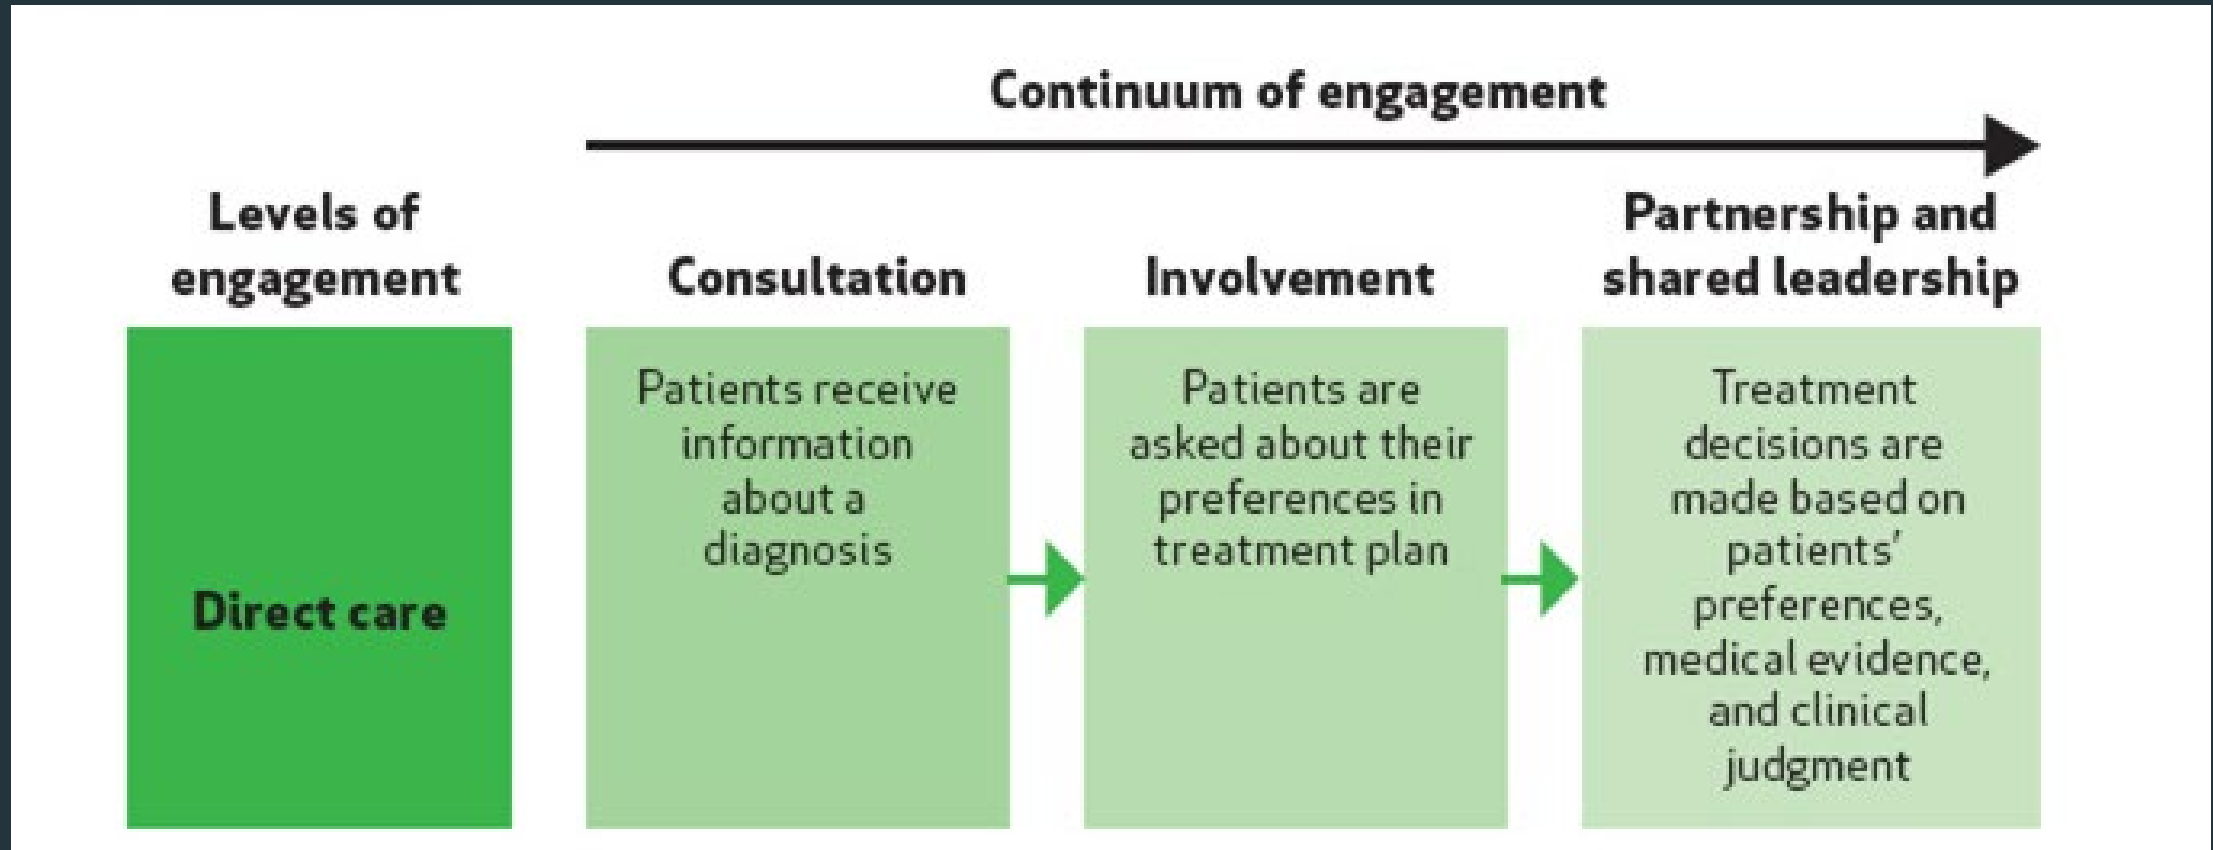 Continuum of engagement
Levels of
engagement
Consultation
Involvement
Partnership and
shared leadership
Direct care
Patients receive
information
about a
diagnosis
Patients are
asked about their
preferences in
treatment plan
Treatment
decisions are
made based on
patients’
preferences,
medical evidence,
and clinical
judgment